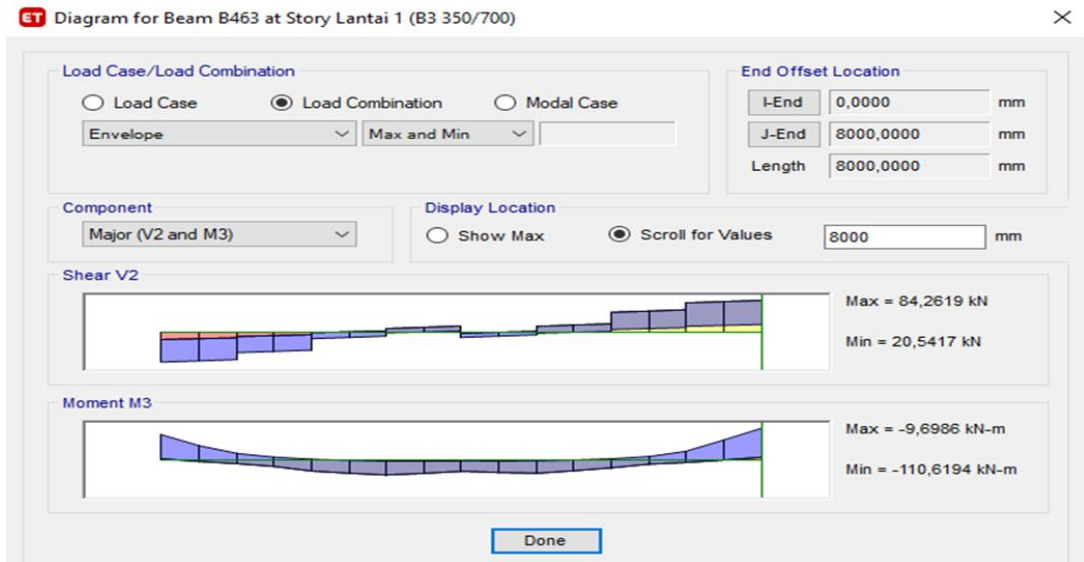 ET Diagram for Beam B463 at Story Lantai 1 (B3 350/700)
Load Case/Load Combination
Load Case Load Combination Modal Case
Envelope Max and Min
End Offset Location
I-End 0,0000 mm
J-End 8000,0000 mm
Length 8000,0000 mm
Component
Major (V2 and M3)
Display Location
Show Max Scroll for Values 8000 mm
Shear V2
Max = 84,2619 kN
Min = 20,5417 kN
Moment M3
Max = -9,6986 kN-m
Min = -110,6194 kN-m
Done